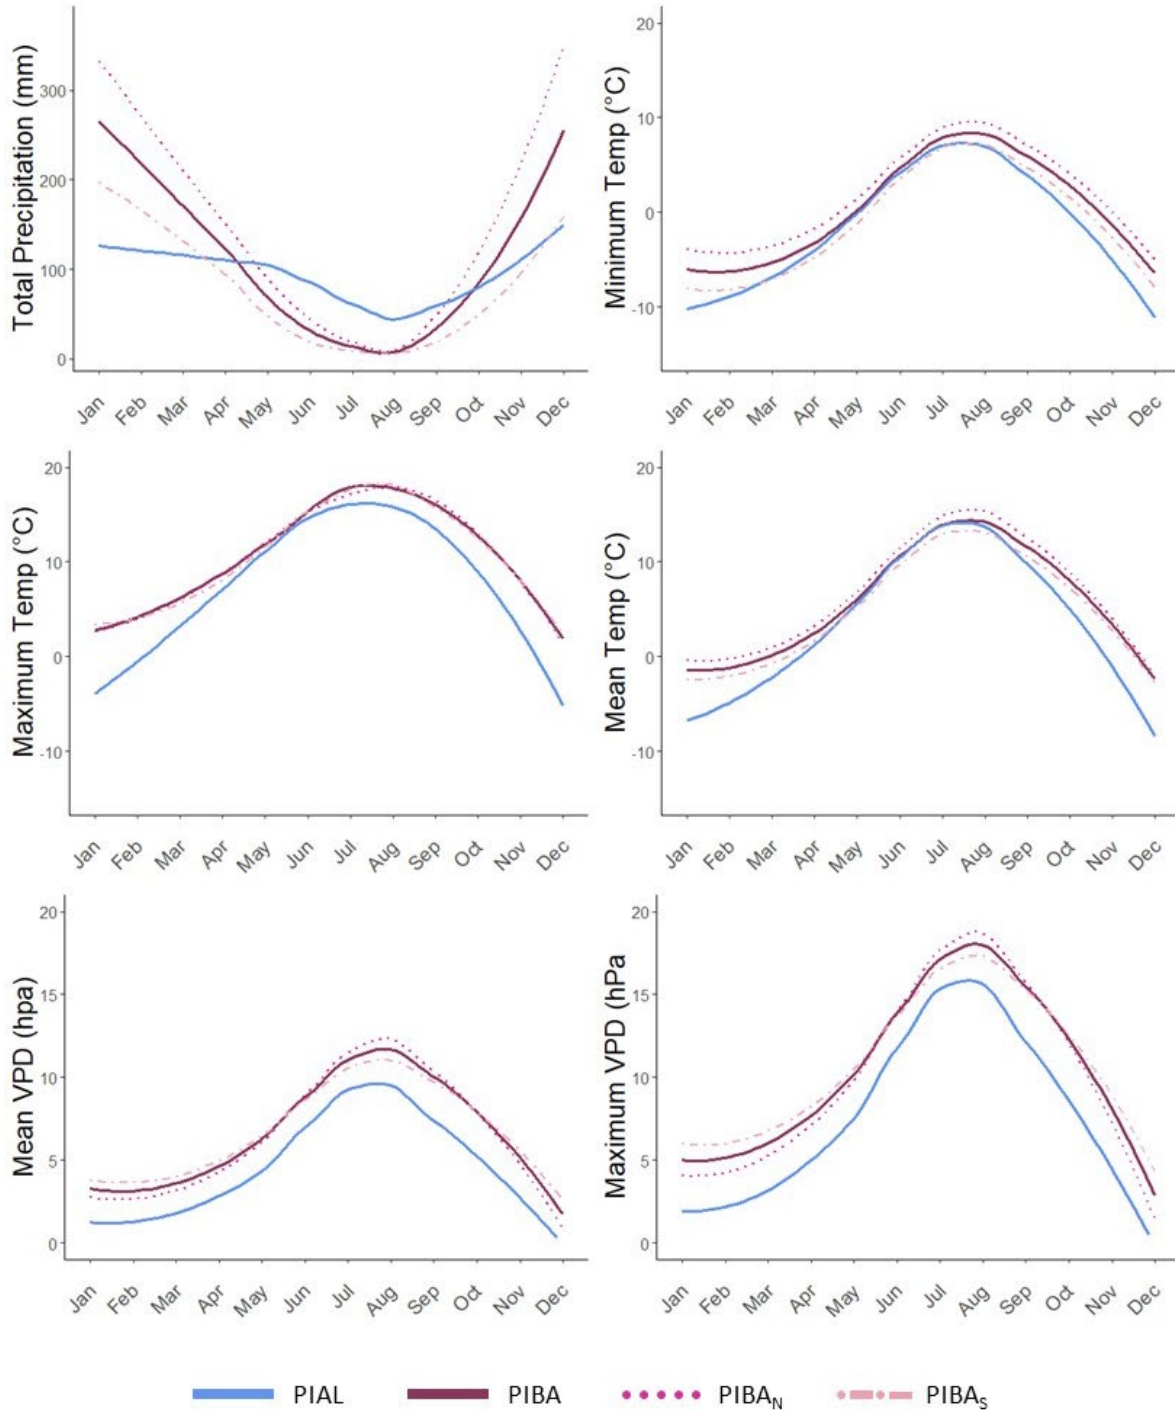 Total Precipitation (mm)
300
200
100
0
Jan Feb Mar Apr May Jun Jul Aug Sep Oct Nov Dec
Minimum Temp (°C)
20
10
0
-10
Jan Feb Mar Apr May Jun Jul Aug Sep Oct Nov Dec
Maximum Temp (°C)
20
10
0
-10
Jan Feb Mar Apr May Jun Jul Aug Sep Oct Nov Dec
Mean Temp (°C)
20
10
0
-10
Jan Feb Mar Apr May Jun Jul Aug Sep Oct Nov Dec
Mean VPD (hpa)
20
15
10
5
0
Jan Feb Mar Apr May Jun Jul Aug Sep Oct Nov Dec
Maximum VPD (hPa
20
15
10
5
0
Jan Feb Mar Apr May Jun Jul Aug Sep Oct Nov Dec
PIAL PIBA PIBA<sub>N</sub> PIBA<sub>S</sub>